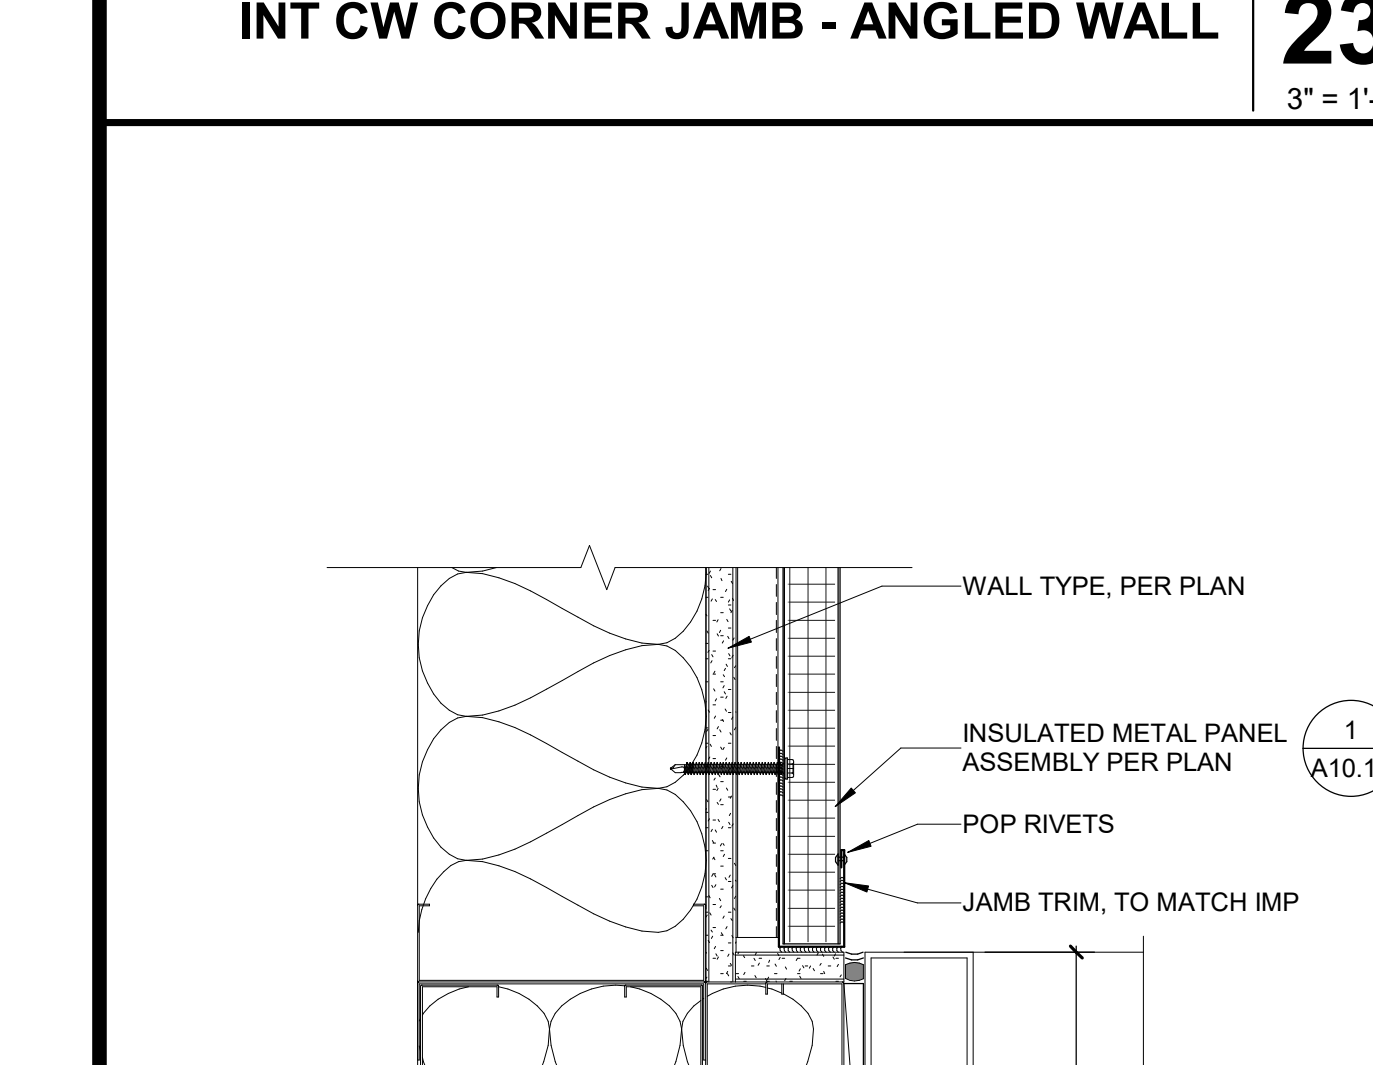 INT CW CORNER JAMB - ANGLED WALL
23
3" = 1'-
WALL TYPE, PER PLAN
INSULATED METAL PANEL
ASSEMBLY PER PLAN
1
A10.1
POP RIVETS
JAMB TRIM, TO MATCH IMP